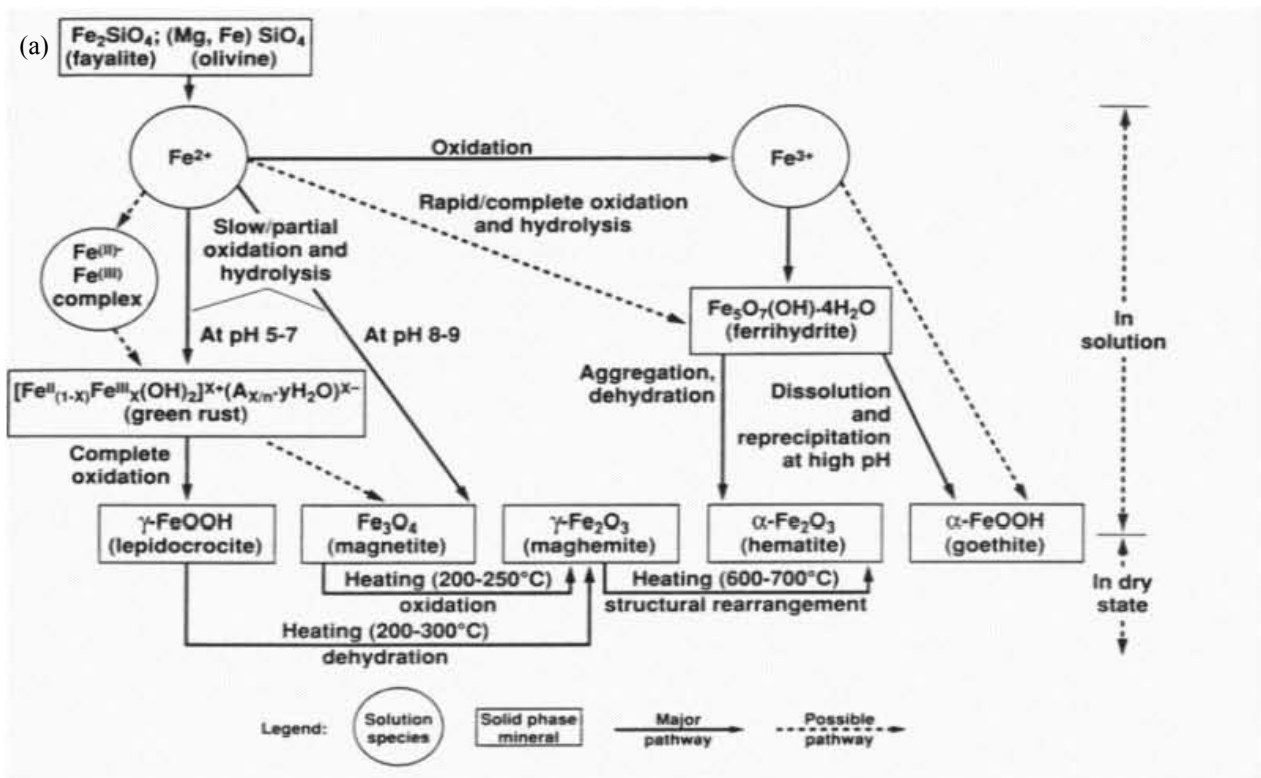 (a)
Fe₂SiO₄; (Mg, Fe) SiO₄
(fayalite) (olivine)
Fe²⁺
Oxidation
Fe³⁺
Rapid/complete oxidation
and hydrolysis
Slow/partial
oxidation and
hydrolysis
Fe(II)-
Fe(III)
complex
At pH 5-7
At pH 8-9
Fe₅O₇(OH)·4H₂O
(ferrihydrite)
In
solution
[Feᴵᴵ₍₁₋ₓ₎Feᴵᴵᴵₓ(OH)₂]ˣ⁺(Aₓ/ₙ·yH₂O)ˣ⁻
(green rust)
Aggregation,
dehydration
Dissolution
and
reprecipitation
at high pH
Complete
oxidation
γ-FeOOH
(lepidocrocite)
Fe₃O₄
(magnetite)
γ-Fe₂O₃
(maghemite)
α-Fe₂O₃
(hematite)
α-FeOOH
(goethite)
Heating (200-250°C)
oxidation
Heating (600-700°C)
structural rearrangement
In dry
state
Heating (200-300°C)
dehydration
Legend:
Solution
species
Solid phase
mineral
Major
pathway
Possible
pathway